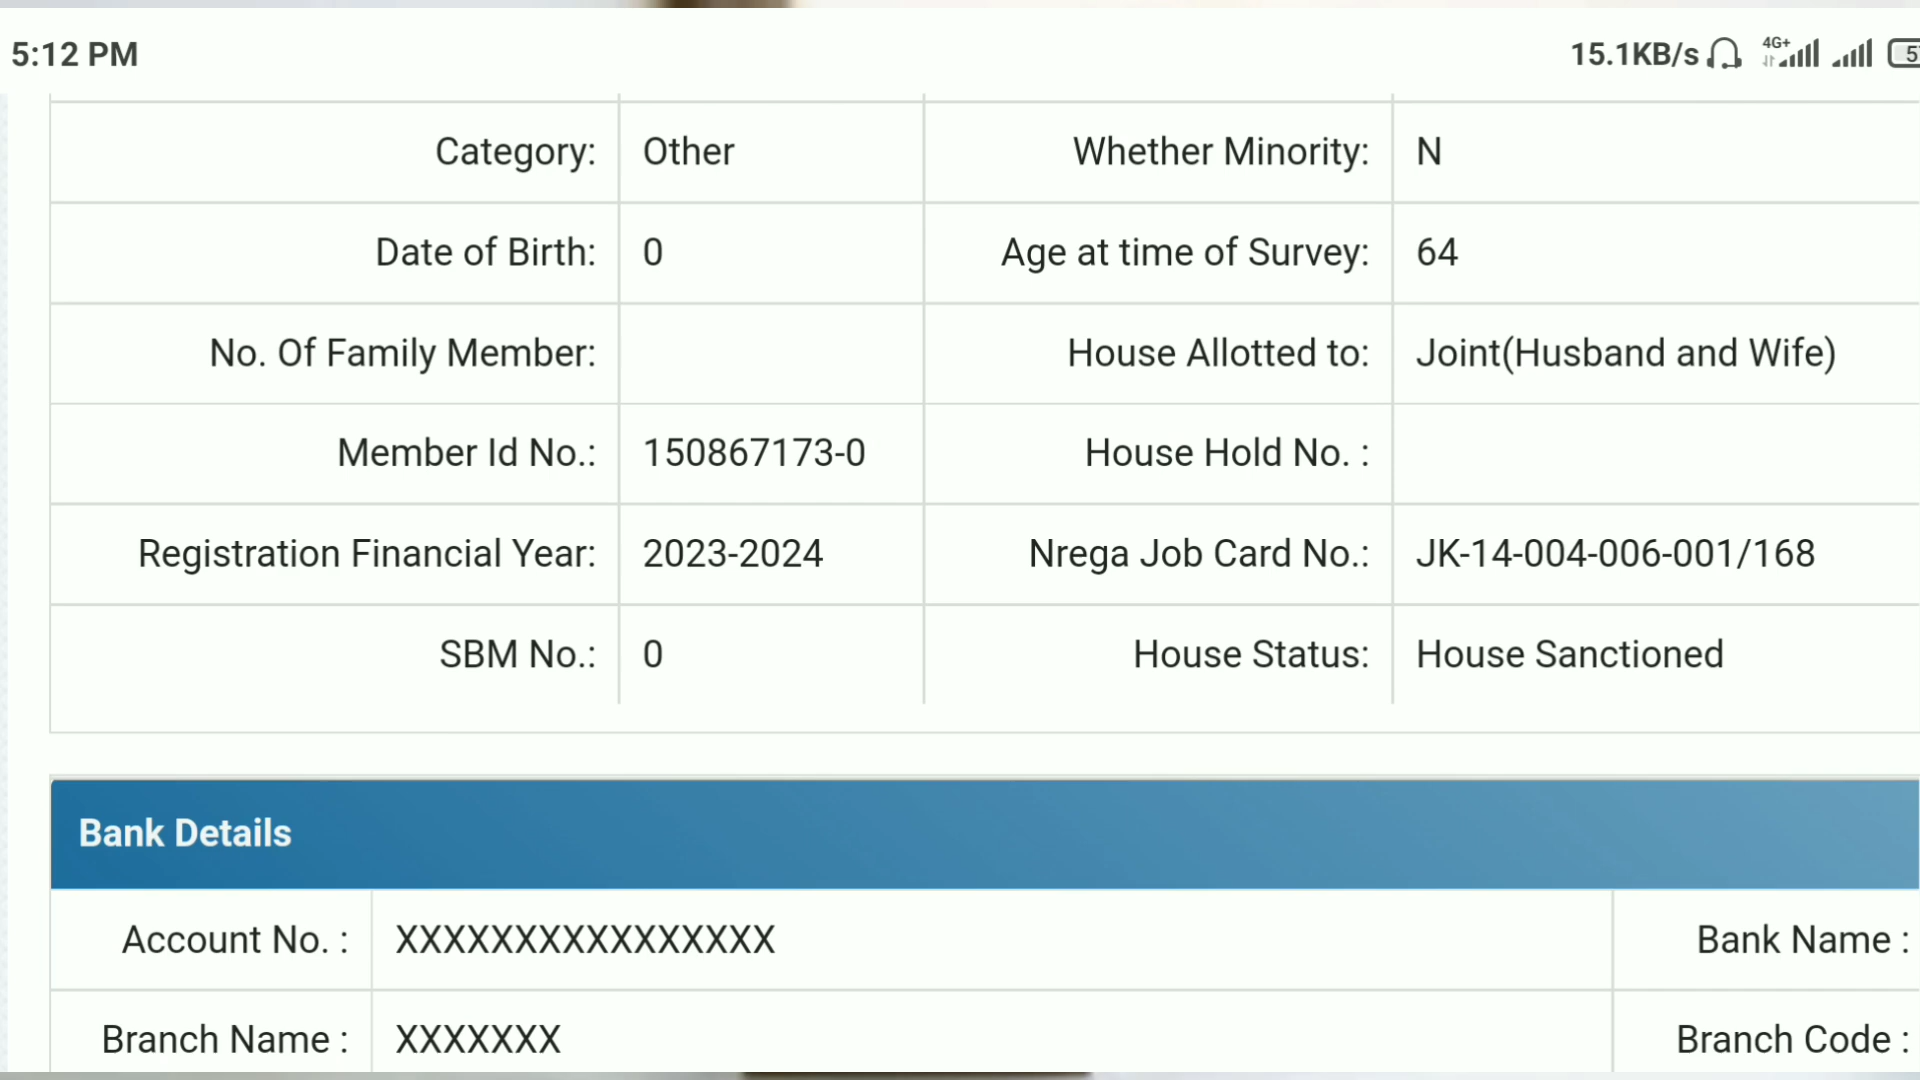 5:12 PM 15.1KB/s 4G+ 5
Category: Other Whether Minority: N
Date of Birth: 0 Age at time of Survey: 64
No. Of Family Member: House Allotted to: Joint(Husband and Wife)
Member Id No.: 150867173-0 House Hold No. :
Registration Financial Year: 2023-2024 Nrega Job Card No.: JK-14-004-006-001/168
SBM No.: 0 House Status: House Sanctioned
Bank Details
Account No. : XXXXXXXXXXXXXXXX Bank Name :
Branch Name : XXXXXXX Branch Code :